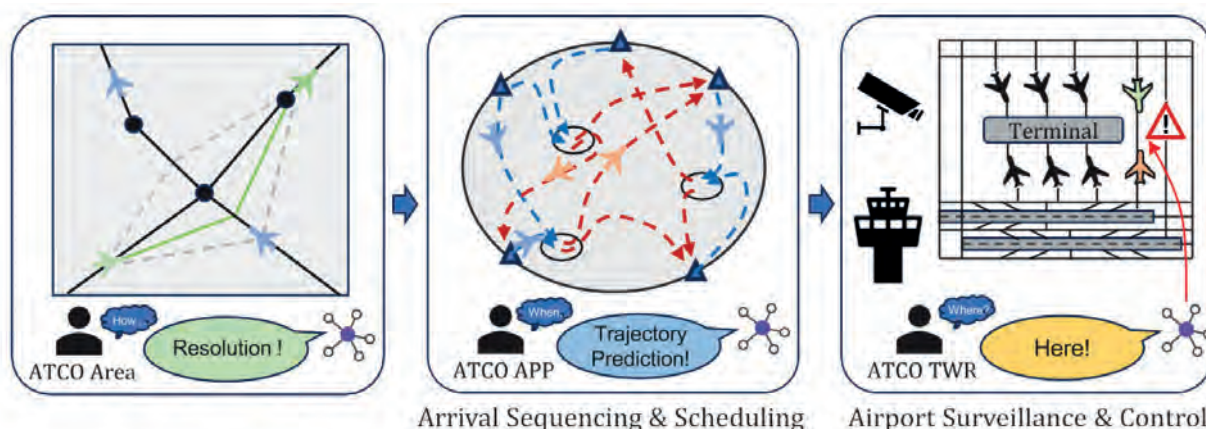 How
Resolution !
ATCO Area
When
Trajectory
Prediction!
ATCO APP
Arrival Sequencing & Scheduling
Terminal
!
Where?
Here!
ATCO TWR
Airport Surveillance & Control